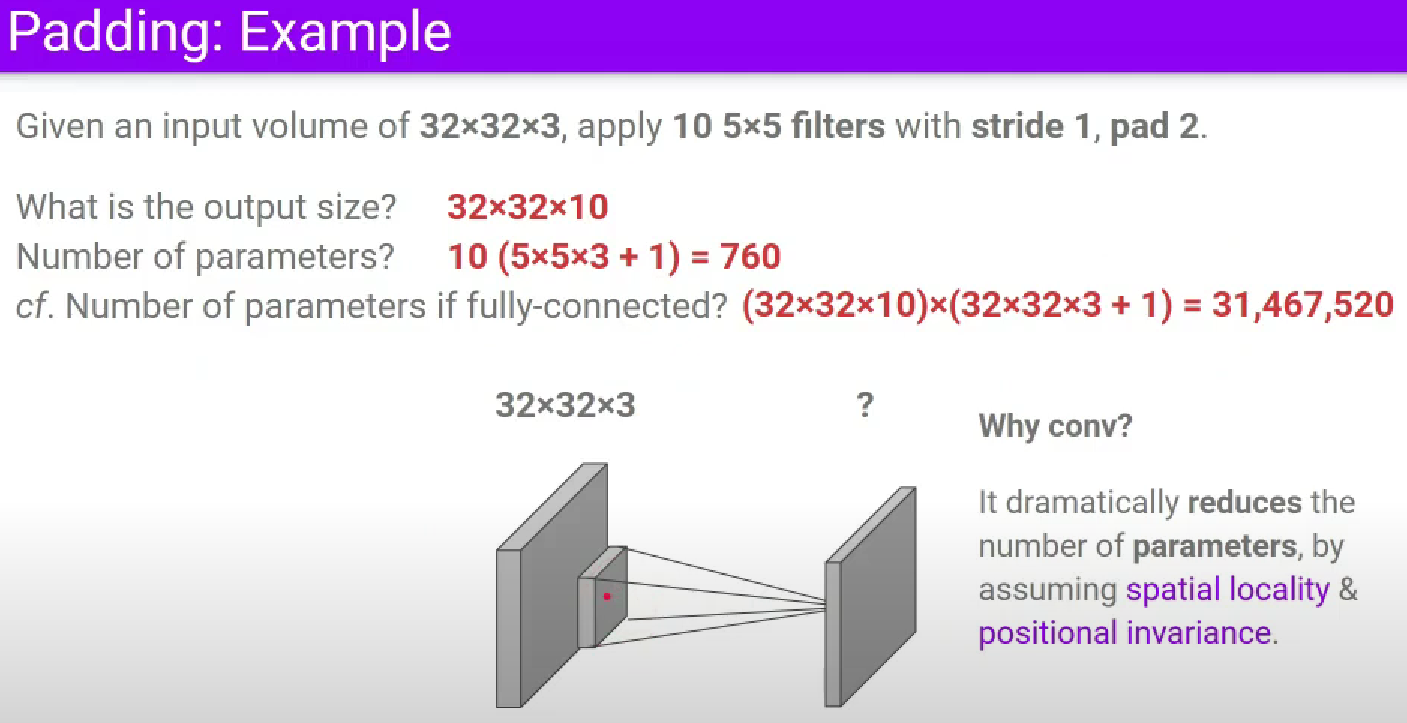 Padding: Example
Given an input volume of 32×32×3, apply 10 5×5 filters with stride 1, pad 2.
What is the output size? 32×32×10
Number of parameters? 10 (5×5×3 + 1) = 760
cf. Number of parameters if fully-connected? (32×32×10)×(32×32×3 + 1) = 31,467,520
32×32×3
?
Why conv?
It dramatically reduces the
number of parameters, by
assuming spatial locality &
positional invariance.